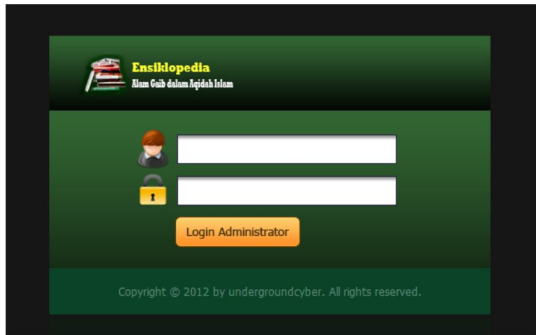 Ensiklopedia
Alam Gaib dalam Aqidah Islam
Login Administrator
Copyright © 2012 by undergroundcyber. All rights reserved.